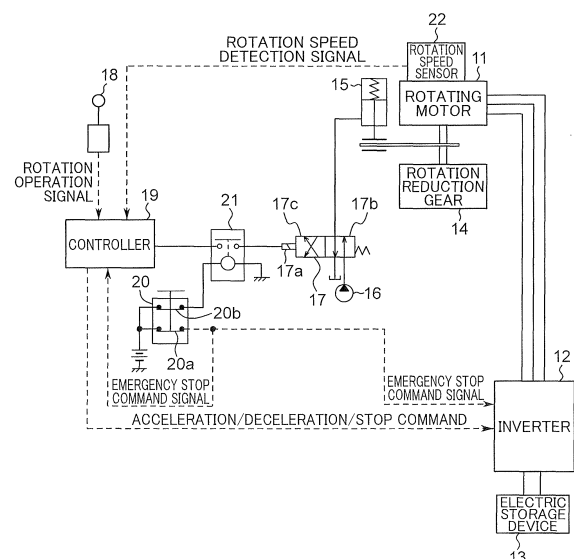 22
ROTATION SPEED
DETECTION SIGNAL
ROTATION
SPEED
SENSOR
11
15
18
ROTATING
MOTOR
ROTATION
OPERATION
SIGNAL
ROTATION
REDUCTION
GEAR
14
19
21
17c
17b
CONTROLLER
17a
17
16
20
20b
20a
12
EMERGENCY STOP
COMMAND SIGNAL
EMERGENCY STOP
COMMAND SIGNAL
ACCELERATION/DECELERATION/STOP COMMAND
INVERTER
ELECTRIC
STORAGE
DEVICE
13